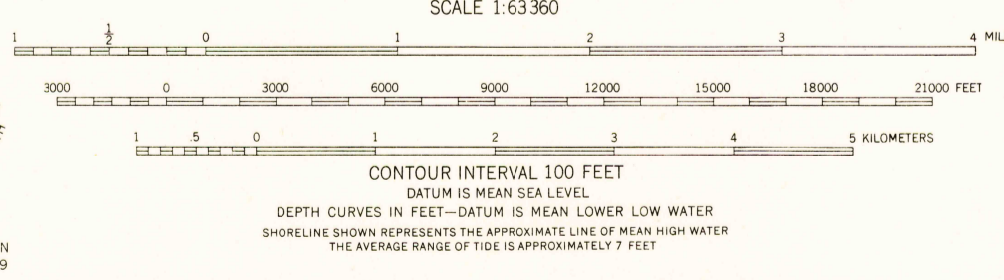 SCALE 1:63 360
1 1/2 0 1 2 3 4 MIL
3000 0 3000 6000 9000 12000 15000 18000 21000 FEET
1 .5 0 1 2 3 4 5 KILOMETERS
CONTOUR INTERVAL 100 FEET
DATUM IS MEAN SEA LEVEL
DEPTH CURVES IN FEET—DATUM IS MEAN LOWER LOW WATER
SHORELINE SHOWN REPRESENTS THE APPROXIMATE LINE OF MEAN HIGH WATER
THE AVERAGE RANGE OF TIDE IS APPROXIMATELY 7 FEET
N
9